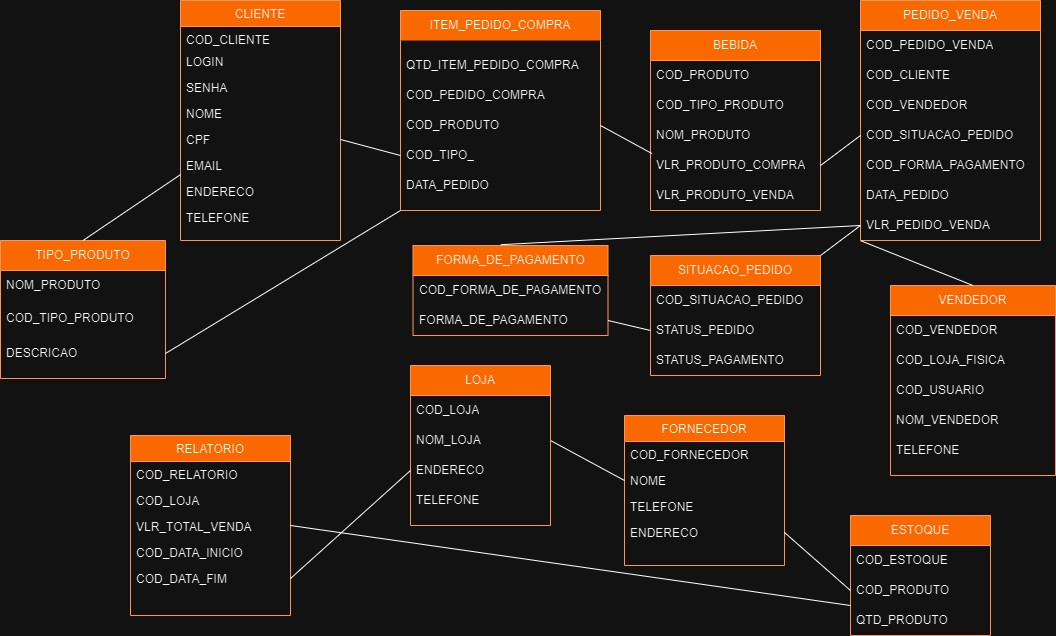 CLIENTE
COD_CLIENTE
LOGIN
SENHA
NOME
CPF
EMAIL
ENDERECO
TELEFONE
ITEM_PEDIDO_COMPRA
QTD_ITEM_PEDIDO_COMPRA
COD_PEDIDO_COMPRA
COD_PRODUTO
COD_TIPO_
DATA_PEDIDO
BEBIDA
COD_PRODUTO
COD_TIPO_PRODUTO
NOM_PRODUTO
VLR_PRODUTO_COMPRA
VLR_PRODUTO_VENDA
PEDIDO_VENDA
COD_PEDIDO_VENDA
COD_CLIENTE
COD_VENDEDOR
COD_SITUACAO_PEDIDO
COD_FORMA_PAGAMENTO
DATA_PEDIDO
VLR_PEDIDO_VENDA
TIPO_PRODUTO
NOM_PRODUTO
COD_TIPO_PRODUTO
DESCRICAO
FORMA_DE_PAGAMENTO
COD_FORMA_DE_PAGAMENTO
FORMA_DE_PAGAMENTO
SITUACAO_PEDIDO
COD_SITUACAO_PEDIDO
STATUS_PEDIDO
STATUS_PAGAMENTO
VENDEDOR
COD_VENDEDOR
COD_LOJA_FISICA
COD_USUARIO
NOM_VENDEDOR
TELEFONE
LOJA
COD_LOJA
NOM_LOJA
ENDERECO
TELEFONE
FORNECEDOR
COD_FORNECEDOR
NOME
TELEFONE
ENDERECO
RELATORIO
COD_RELATORIO
COD_LOJA
VLR_TOTAL_VENDA
COD_DATA_INICIO
COD_DATA_FIM
ESTOQUE
COD_ESTOQUE
COD_PRODUTO
QTD_PRODUTO